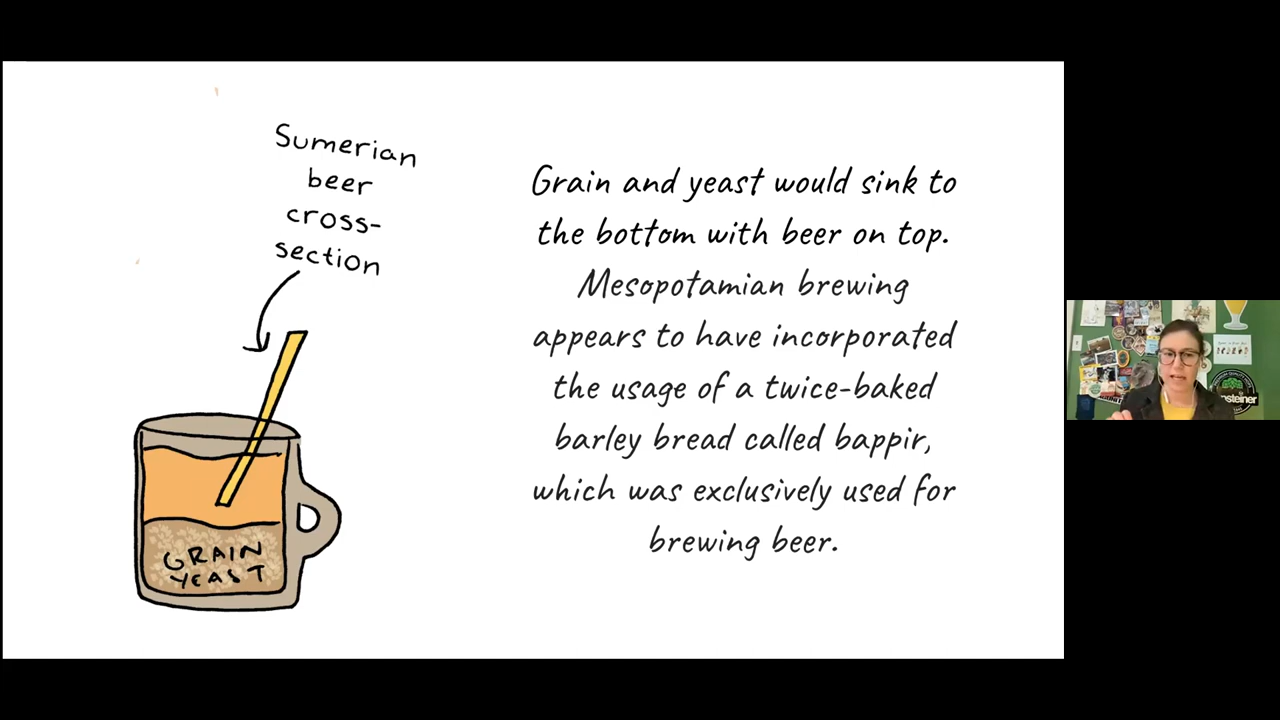 Sumerian
beer
cross-
section
GRAIN
YEAST
Grain and yeast would sink to
the bottom with beer on top.
Mesopotamian brewing
appears to have incorporated
the usage of a twice-baked
barley bread called bappir,
which was exclusively used for
brewing beer.